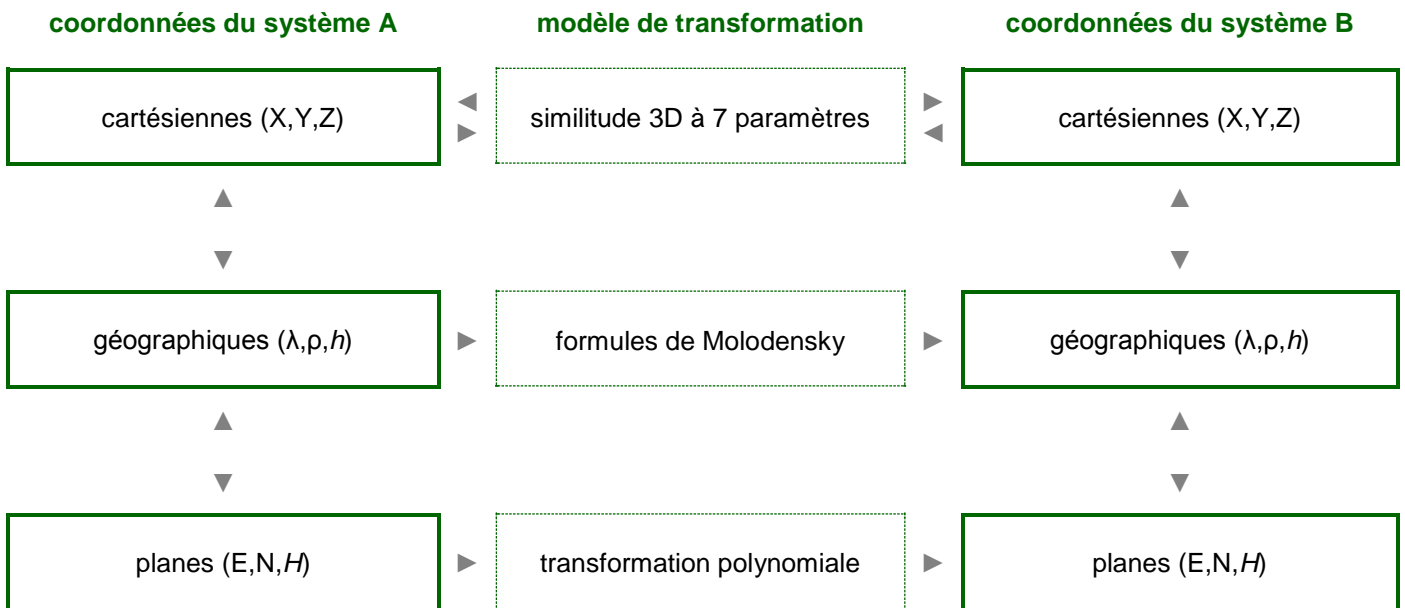 coordonnées du système A
modèle de transformation
coordonnées du système B
cartésiennes (X,Y,Z)
similitude 3D à 7 paramètres
cartésiennes (X,Y,Z)
géographiques (λ,ρ,h)
formules de Molodensky
géographiques (λ,ρ,h)
planes (E,N,H)
transformation polynomiale
planes (E,N,H)